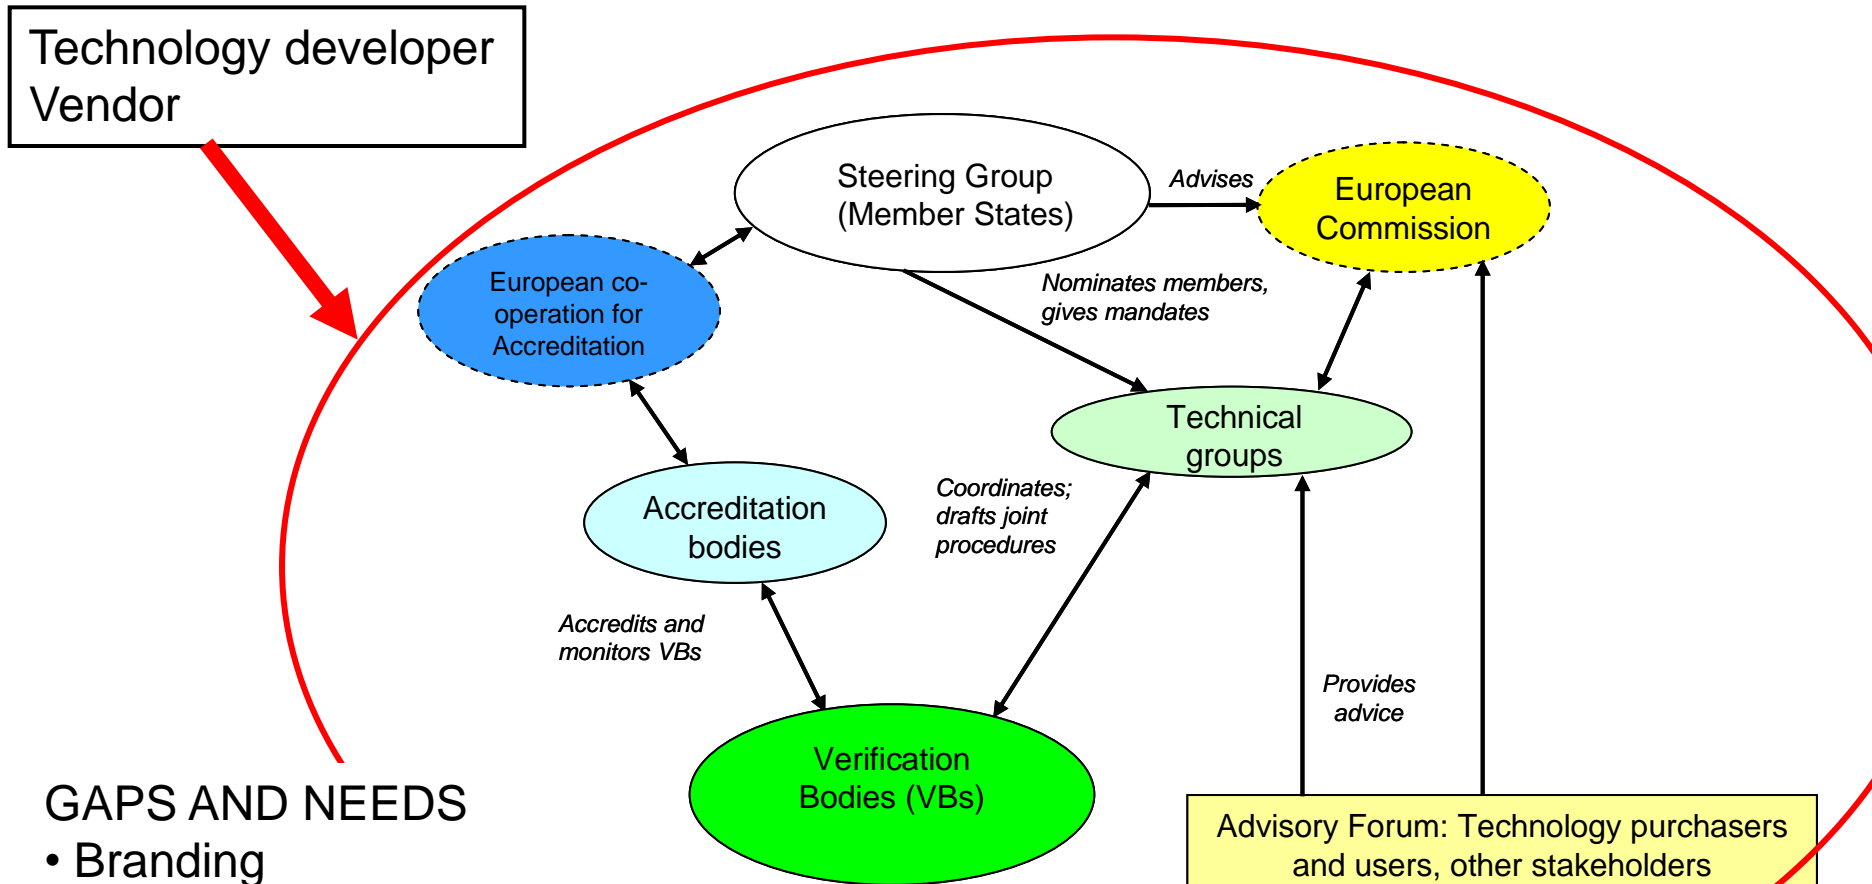 Technology developer
Vendor
Steering Group
(Member States)
Advises
European
Commission
European co-
operation for
Accreditation
Nominates members,
gives mandates
Technical
groups
Accreditation
bodies
Coordinates;
drafts joint
procedures
Accredits and
monitors VBs
Provides
advice
Verification
Bodies (VBs)
GAPS AND NEEDS
• Branding
Advisory Forum: Technology purchasers
and users, other stakeholders